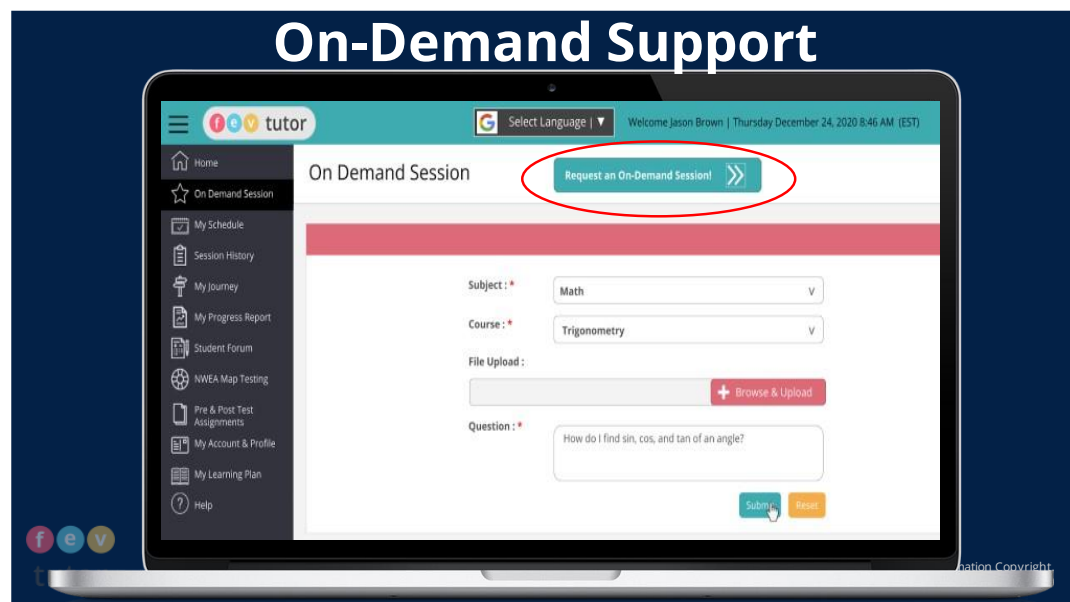 On-Demand Support
fev tutor
Select Language | ▼
Welcome Jason Brown | Thursday December 24, 2020 8:46 AM (EST)
Home
On Demand Session
My Schedule
Session History
My Journey
My Progress Report
Student Forum
NWEA Map Testing
Pre & Post Test
Assignments
My Account & Profile
My Learning Plan
Help
On Demand Session
Request an On-Demand Session!
Subject : *
Math
Course : *
Trigonometry
File Upload :
Browse & Upload
Question : *
How do I find sin, cos, and tan of an angle?
Reset
fev
Copyright